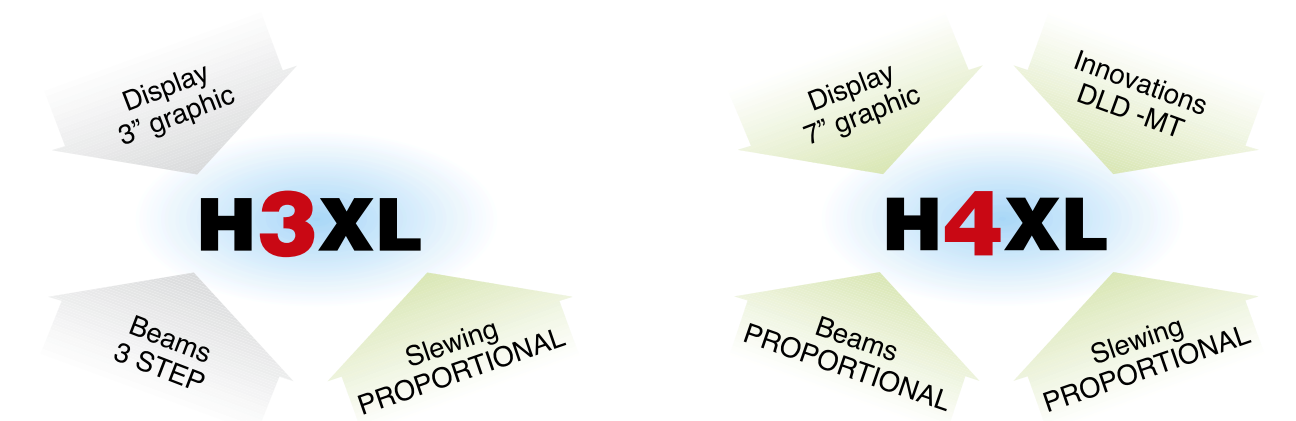 Display
3” graphic
H3XL
Beams
3 STEP
Slewing
PROPORTIONAL
Display
7” graphic
Innovations
DLD -MT
H4XL
Beams
PROPORTIONAL
Slewing
PROPORTIONAL